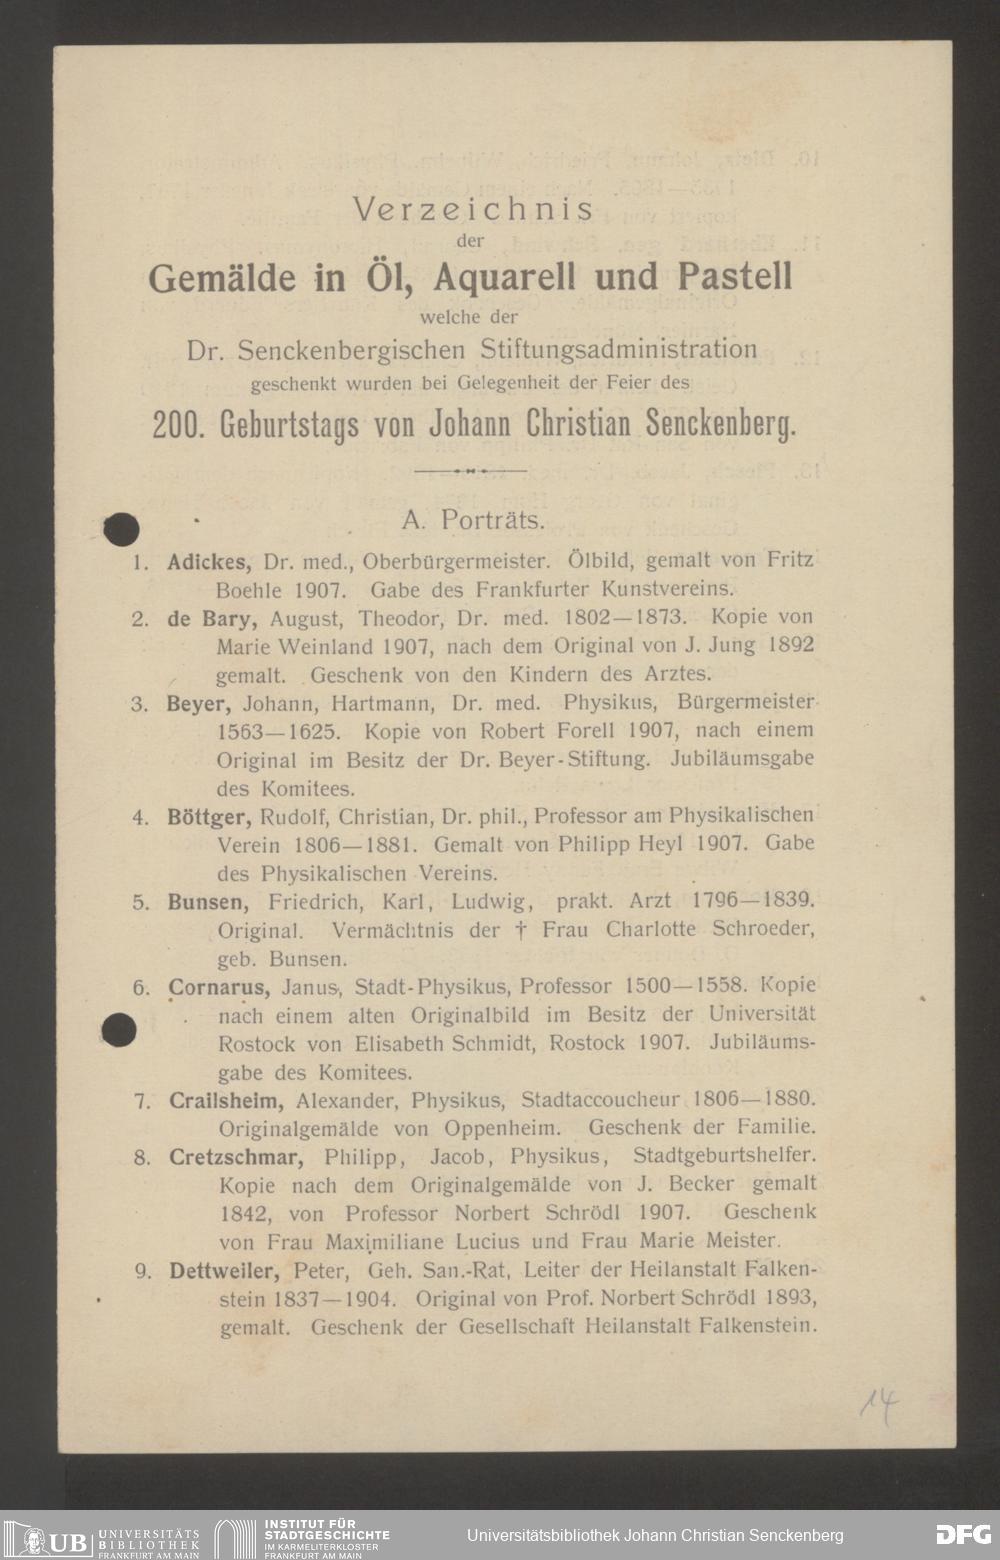 Verzeichnis
der
Gemälde in Öl, Aquarell und Pastell
welche der
Dr. Senckenbergischen Stiftungsadministration
geschenkt wurden bei Gelegenheit der Feier des
200. Geburtstags von Johann Christian Senckenberg.
A. Porträts.
1. Adickes, Dr. med., Oberbürgermeister. Ölbild, gemalt von Fritz
Boehle 1907. Gabe des Frankfurter Kunstvereins.
2. de Bary, August, Theodor, Dr. med. 1802—1873. Kopie von
Marie Weinland 1907, nach dem Original von J. Jung 1892
gemalt. Geschenk von den Kindern des Arztes.
3. Beyer, Johann, Hartmann, Dr. med. Physikus, Bürgermeister
1563—1625. Kopie von Robert Forell 1907, nach einem
Original im Besitz der Dr. Beyer-Stiftung. Jubiläumsgabe
des Komitees.
4. Böttger, Rudolf, Christian, Dr. phil., Professor am Physikalischen
Verein 1806—1881. Gemalt von Philipp Heyl 1907. Gabe
des Physikalischen Vereins.
5. Bunsen, Friedrich, Karl, Ludwig, prakt. Arzt 1796—1839.
Original. Vermächtnis der † Frau Charlotte Schroeder,
geb. Bunsen.
6. Cornarus, Janus, Stadt-Physikus, Professor 1500—1558. Kopie
nach einem alten Originalbild im Besitz der Universität
Rostock von Elisabeth Schmidt, Rostock 1907. Jubiläums-
gabe des Komitees.
7. Crailsheim, Alexander, Physikus, Stadtaccoucheur 1806—1880.
Originalgemälde von Oppenheim. Geschenk der Familie.
8. Cretzschmar, Philipp, Jacob, Physikus, Stadtgeburtshelfer.
Kopie nach dem Originalgemälde von J. Becker gemalt
1842, von Professor Norbert Schrödl 1907. Geschenk
von Frau Maximiliane Lucius und Frau Marie Meister.
9. Dettweiler, Peter, Geh. San.-Rat, Leiter der Heilanstalt Falken-
stein 1837—1904. Original von Prof. Norbert Schrödl 1893,
gemalt. Geschenk der Gesellschaft Heilanstalt Falkenstein.
14
UB UNIVERSITÄTS
BIBLIOTHEK
FRANKFURT AM MAIN
INSTITUT FÜR
STADTGESCHICHTE
IM KARMELITERKLOSTER
FRANKFURT AM MAIN
Universitätsbibliothek Johann Christian Senckenberg
DFG